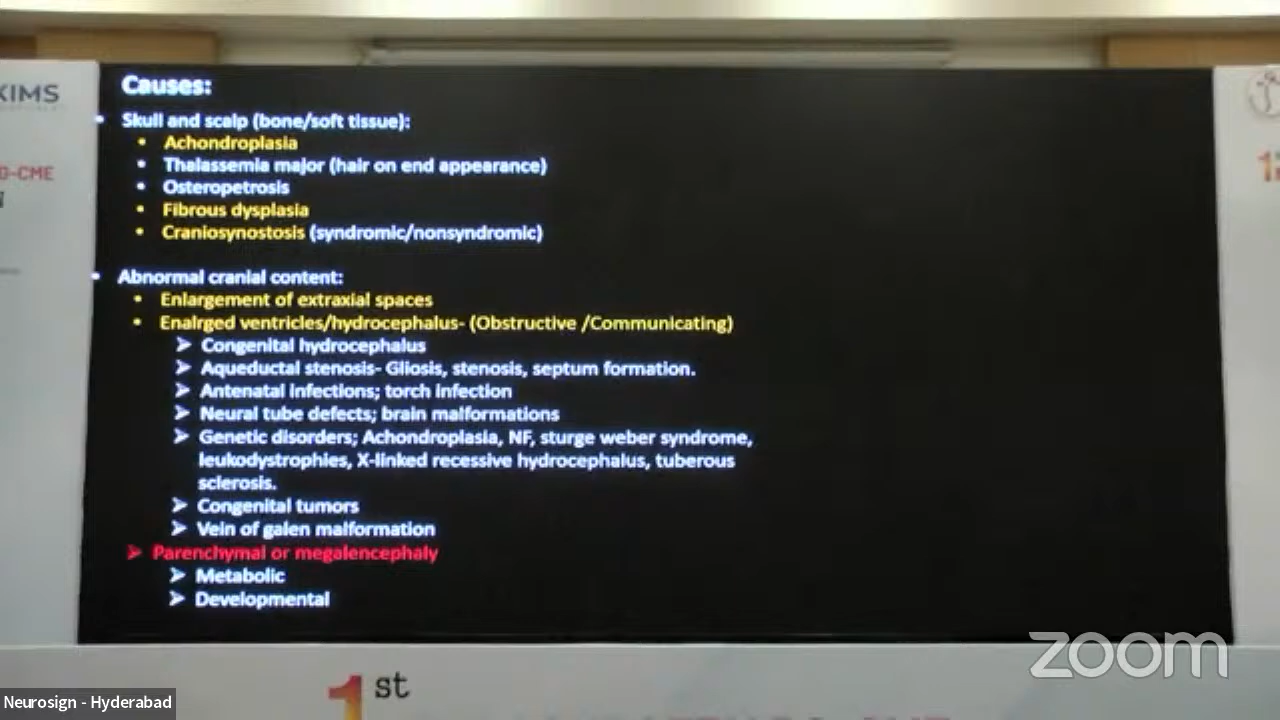 Causes:
KIMS
• Skull and scalp (bone/soft tissue):
• Achondroplasia
• Thalassemia major (hair on end appearance)
O-CME
• Osteropetrosis
• Fibrous dysplasia
• Craniosynostosis (syndromic/nonsyndromic)
• Abnormal cranial content:
• Enlargement of extraxial spaces
• Enalrged ventricles/hydrocephalus- (Obstructive /Communicating)
➤ Congenital hydrocephalus
➤ Aqueductal stenosis- Gliosis, stenosis, septum formation.
➤ Antenatal infections; torch infection
➤ Neural tube defects; brain malformations
➤ Genetic disorders; Achondroplasia, NF, sturge weber syndrome,
leukodystrophies, X-linked recessive hydrocephalus, tuberous
sclerosis.
➤ Congenital tumors
➤ Vein of galen malformation
➤ Parenchymal or megalencephaly
➤ Metabolic
➤ Developmental
zoom
1st
Neurosign - Hyderabad